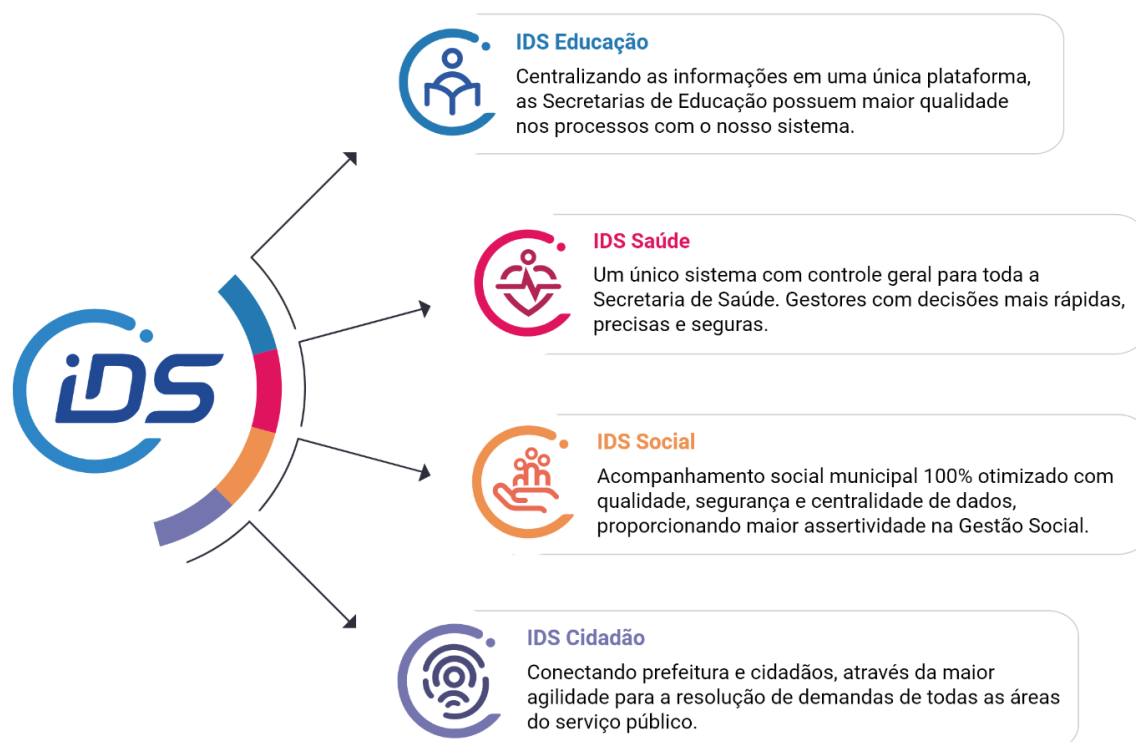 iDS
IDS Educação
Centralizando as informações em uma única plataforma,
as Secretarias de Educação possuem maior qualidade
nos processos com o nosso sistema.
IDS Saúde
Um único sistema com controle geral para toda a
Secretaria de Saúde. Gestores com decisões mais rápidas,
precisas e seguras.
IDS Social
Acompanhamento social municipal 100% otimizado com
qualidade, segurança e centralidade de dados,
proporcionando maior assertividade na Gestão Social.
IDS Cidadão
Conectando prefeitura e cidadãos, através da maior
agilidade para a resolução de demandas de todas as áreas
do serviço público.